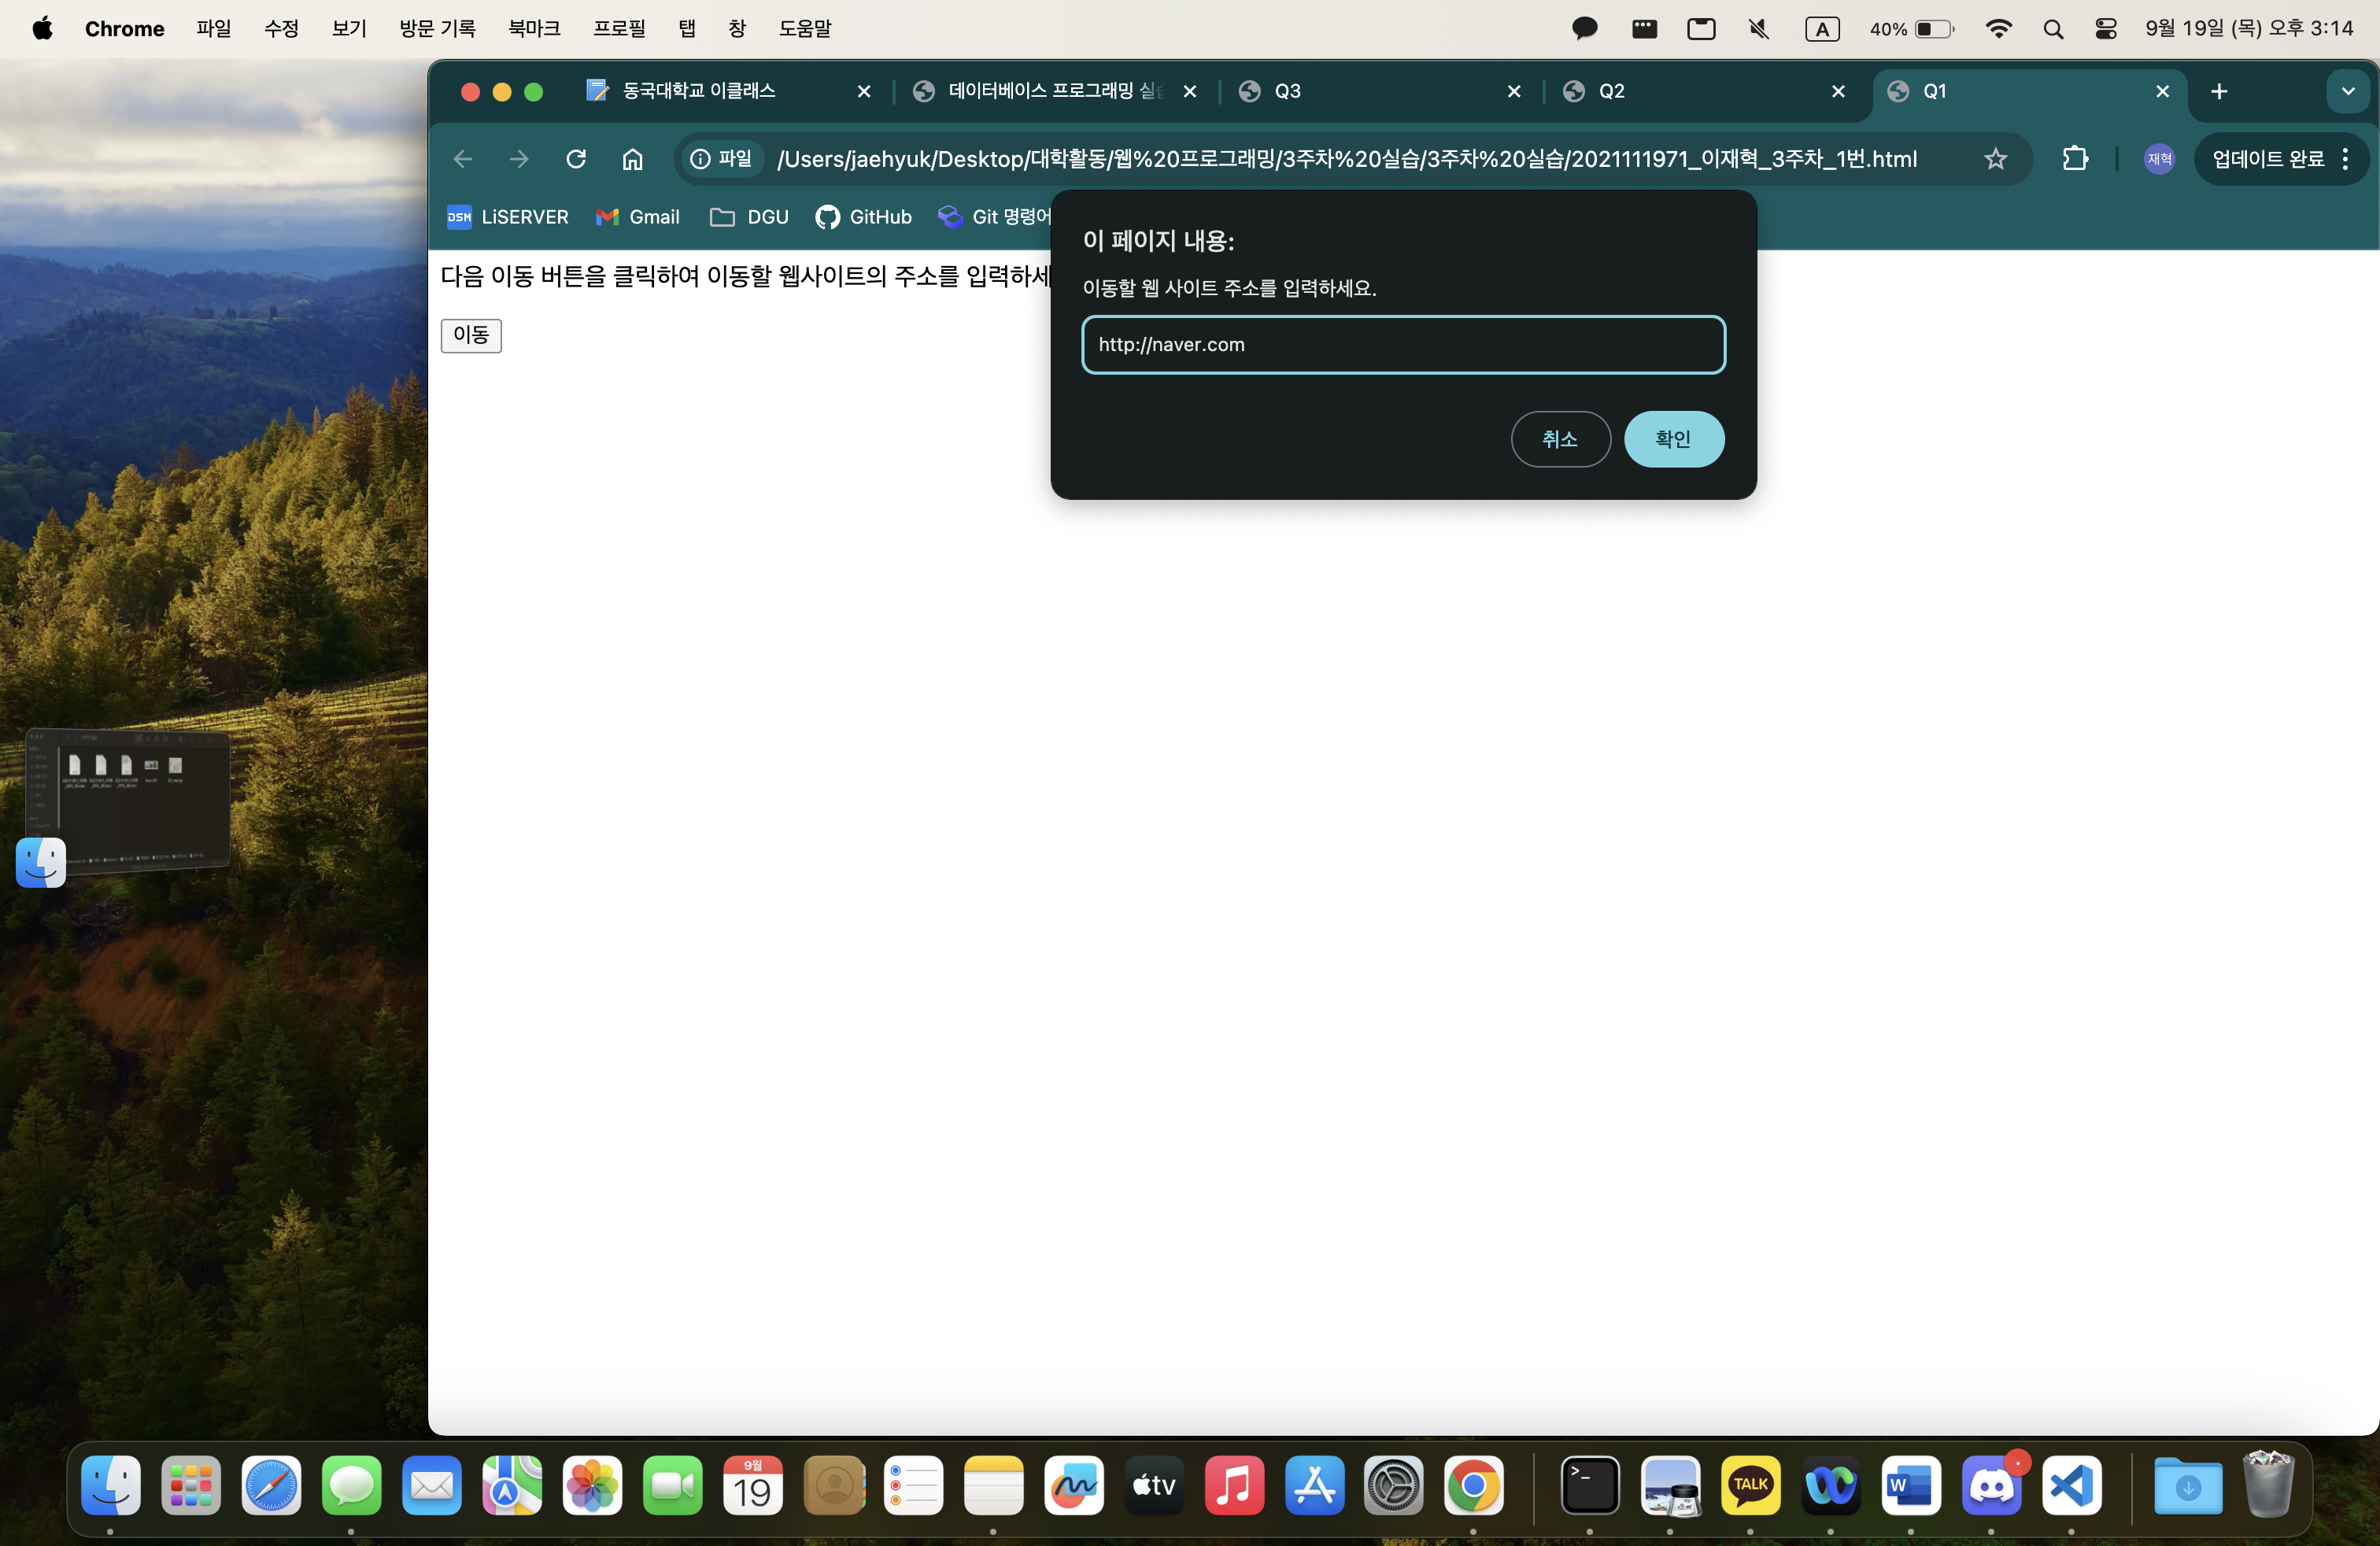 Chrome 파일 수정 보기 방문 기록 북마크 프로필 탭 창 도움말 A 40% 9월 19일 (목) 오후 3:14
동국대학교 이클래스 데이터베이스 프로그래밍 실 Q3 Q2 Q1
파일 /Users/jaehyuk/Desktop/대학활동/웹%20프로그래밍/3주차%20실습/3주차%20실습/2021111971_이재혁_3주차_1번.html 재혁 업데이트 완료
DSM LiSERVER Gmail DGU GitHub Git 명령어
이 페이지 내용:
다음 이동 버튼을 클릭하여 이동할 웹사이트의 주소를 입력하세
이동할 웹 사이트 주소를 입력하세요.
이동
http://naver.com
취소 확인
9월
19
tv
>_
TALK
W